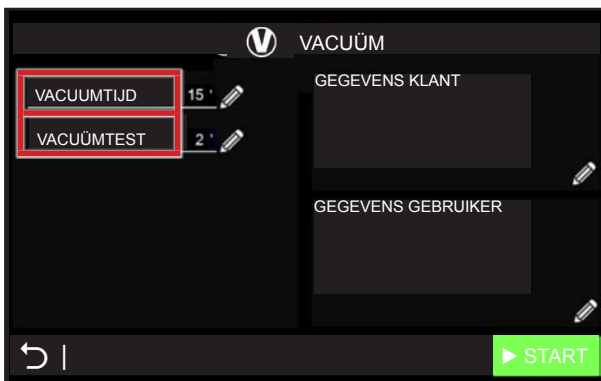 VACUÜM
VACUUMTIJD 15 '
VACUÜMTEST 2 '
GEGEVENS KLANT
GEGEVENS GEBRUIKER
START